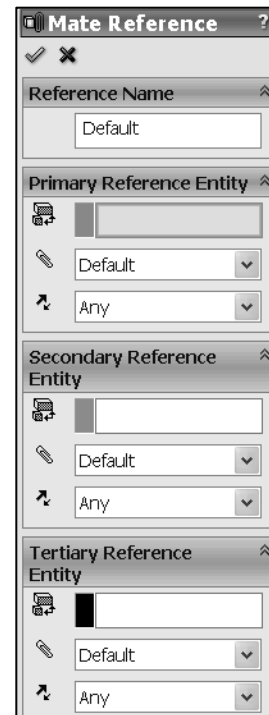 Mate Reference ?
Reference Name
Default
Primary Reference Entity
Default
Any
Secondary Reference
Entity
Default
Any
Tertiary Reference
Entity
Default
Any